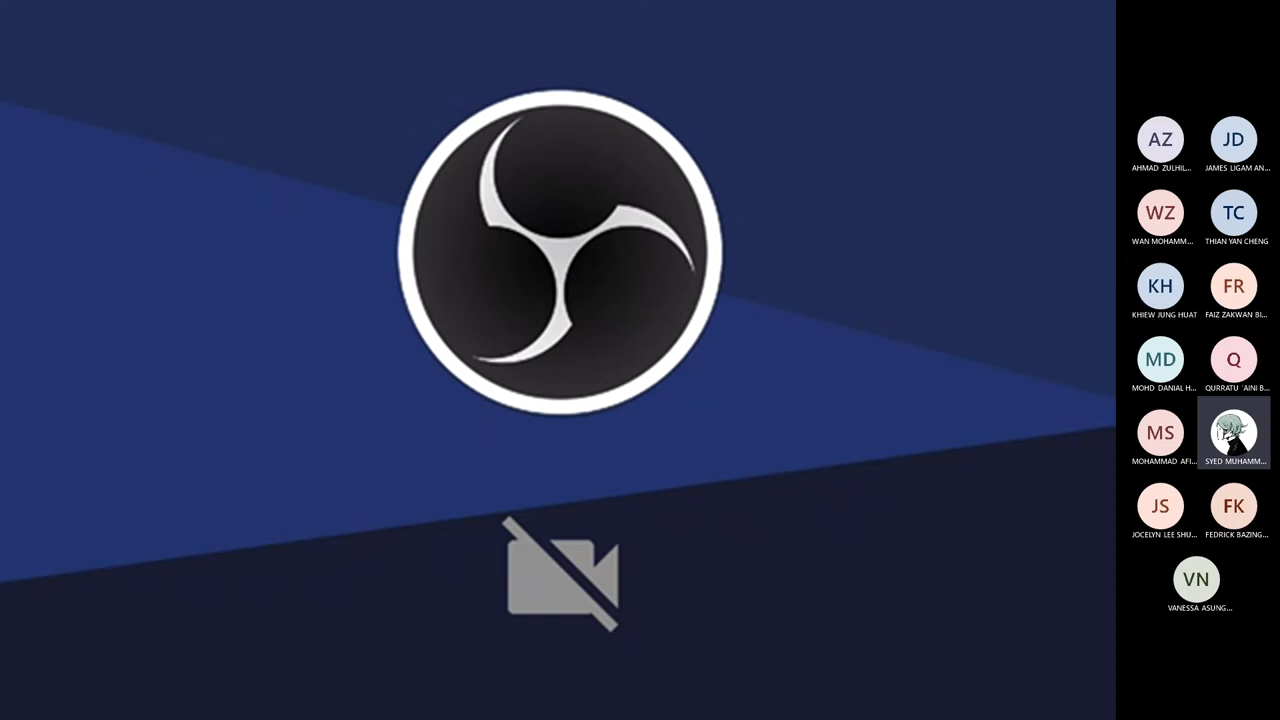 AZ JD
AHMAD ZULHIL... JAMES LIGAM AN...
WZ TC
WAN MOHAMM... THIAN YAN CHENG
KH FR
KHIEW JUNG HUAT FAIZ ZAKWAN BI...
MD Q
MOHD DANIAL H... QURRATU 'AINI B...
MS
MOHAMMAD AFI... SYED MUHAMM...
JS FK
JOCELYN LEE SHU... FEDRICK BAZING...
VN
VANESSA ASUNG...